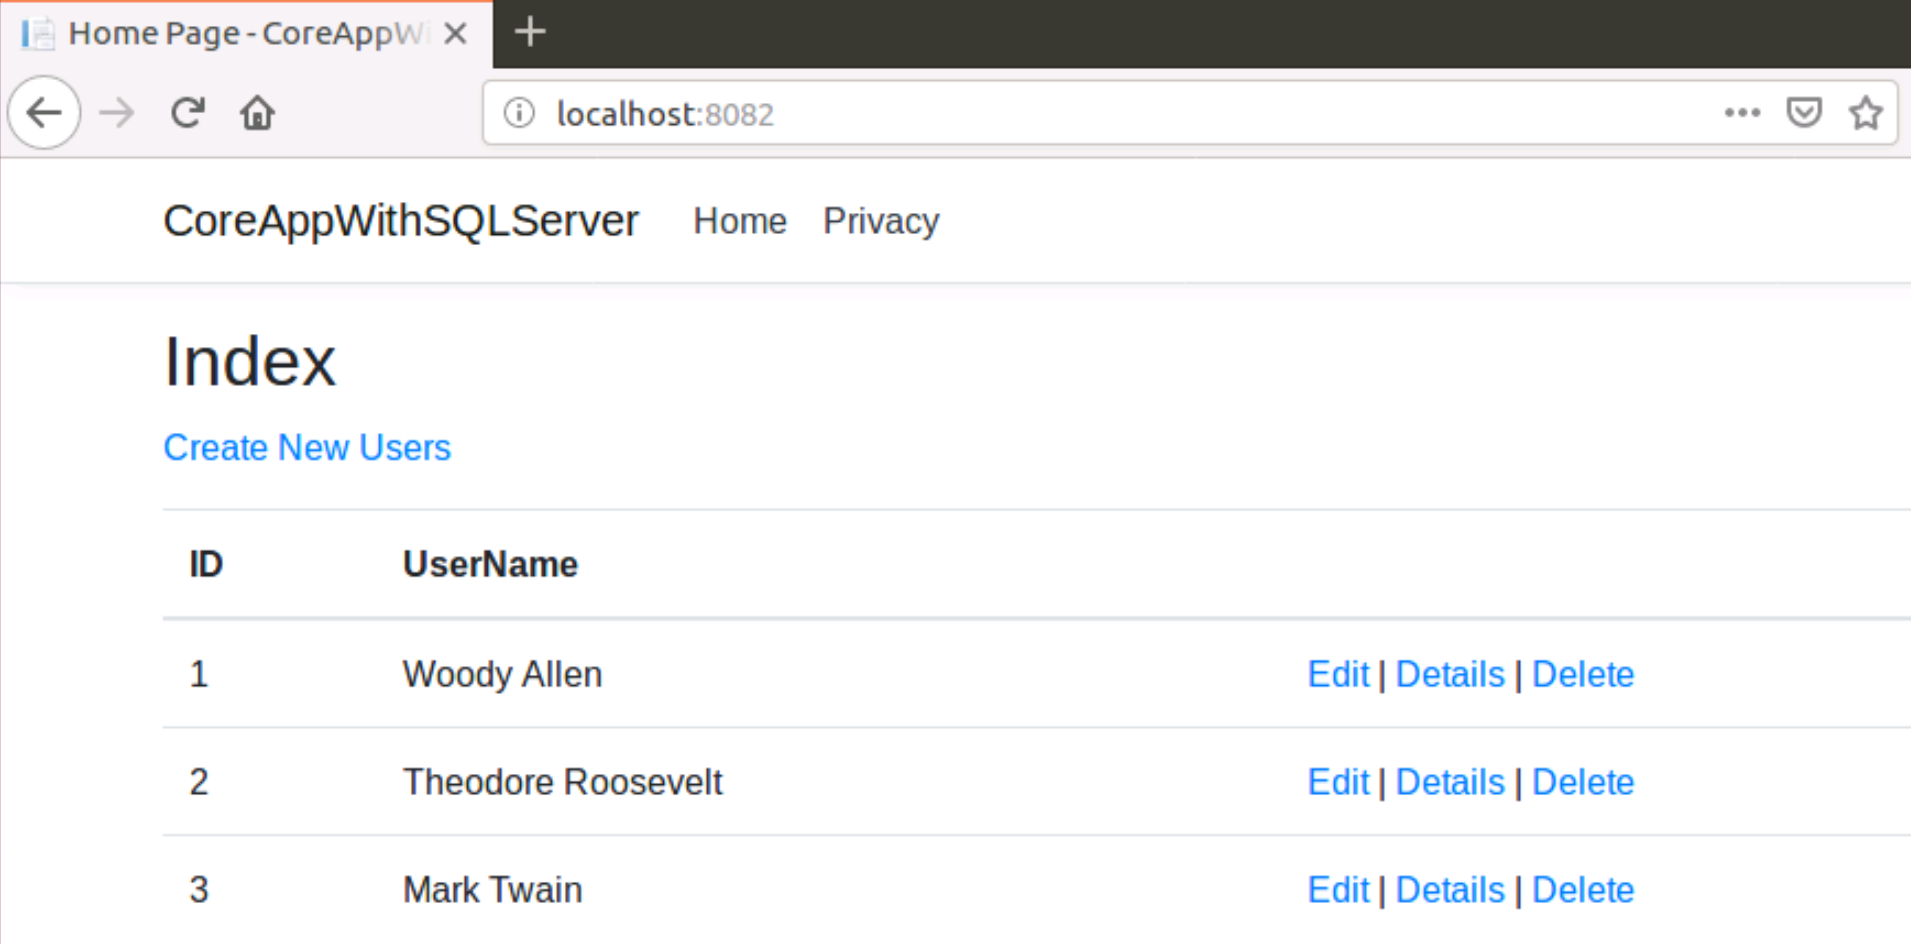 Home Page - CoreAppWi
localhost:8082
CoreAppWithSQLServer Home Privacy
Index
Create New Users
ID UserName
1 Woody Allen Edit | Details | Delete
2 Theodore Roosevelt Edit | Details | Delete
3 Mark Twain Edit | Details | Delete